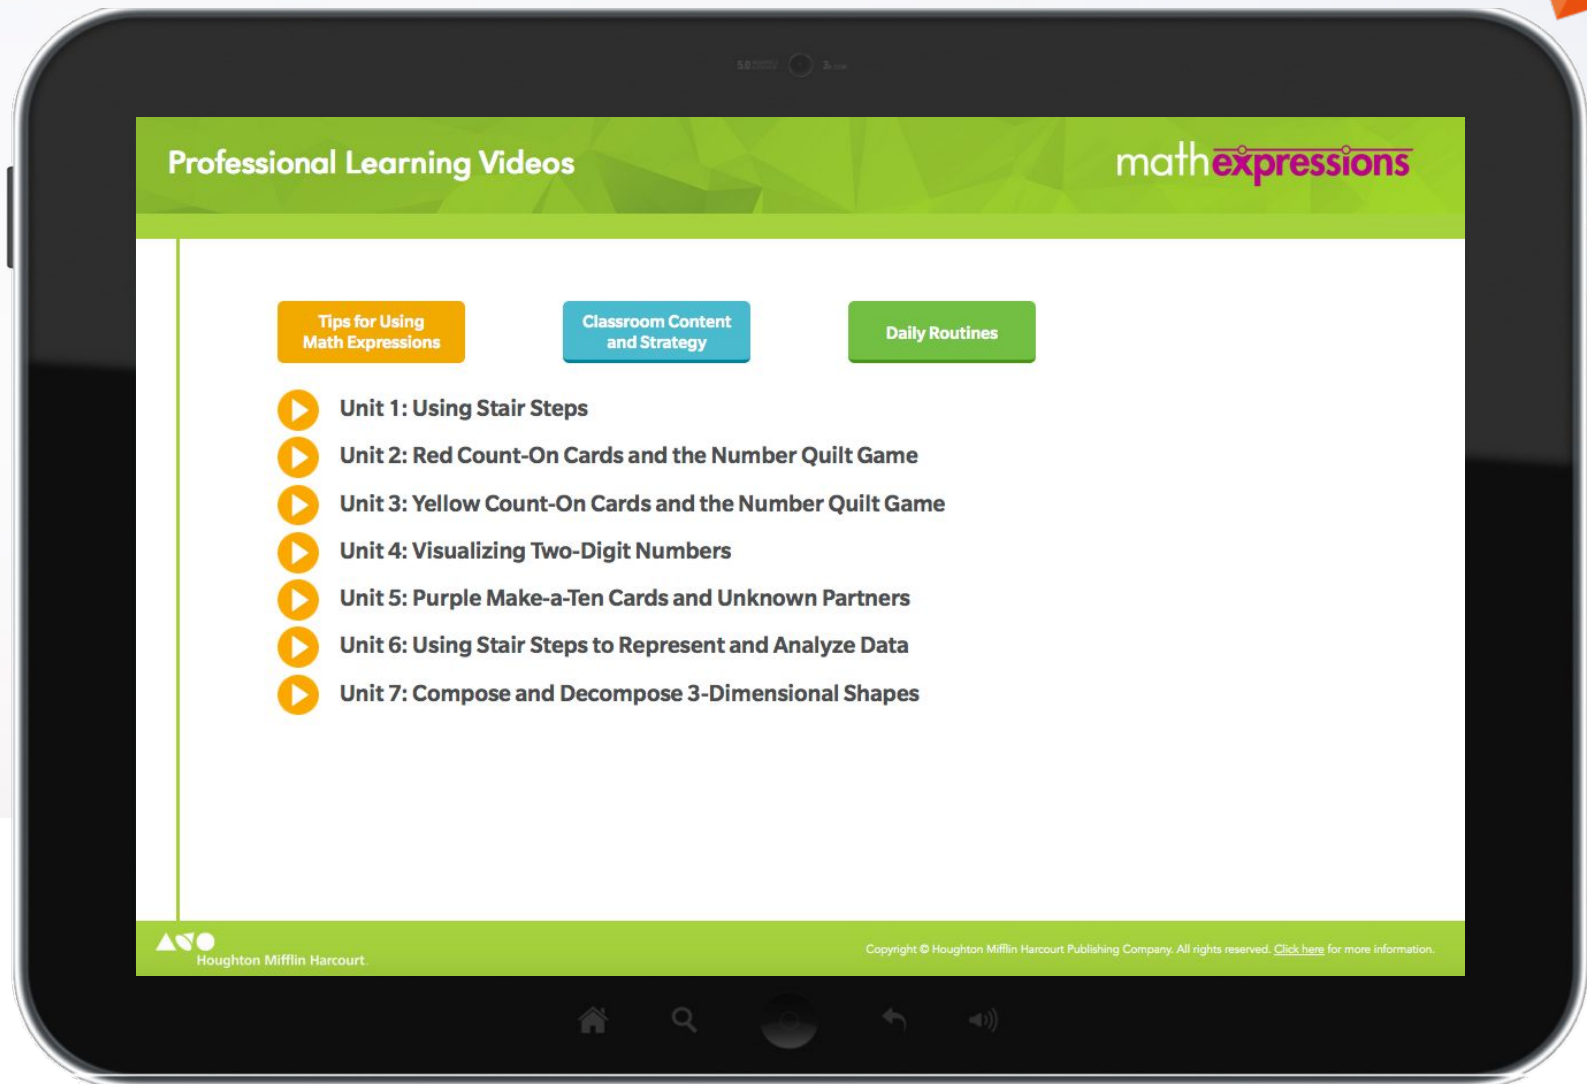 Professional Learning Videos
mathexpressions
Tips for Using
Math Expressions
Classroom Content
and Strategy
Daily Routines
Unit 1: Using Stair Steps
Unit 2: Red Count-On Cards and the Number Quilt Game
Unit 3: Yellow Count-On Cards and the Number Quilt Game
Unit 4: Visualizing Two-Digit Numbers
Unit 5: Purple Make-a-Ten Cards and Unknown Partners
Unit 6: Using Stair Steps to Represent and Analyze Data
Unit 7: Compose and Decompose 3-Dimensional Shapes
Houghton Mifflin Harcourt.
Copyright © Houghton Mifflin Harcourt Publishing Company. All rights reserved. Click here for more information.